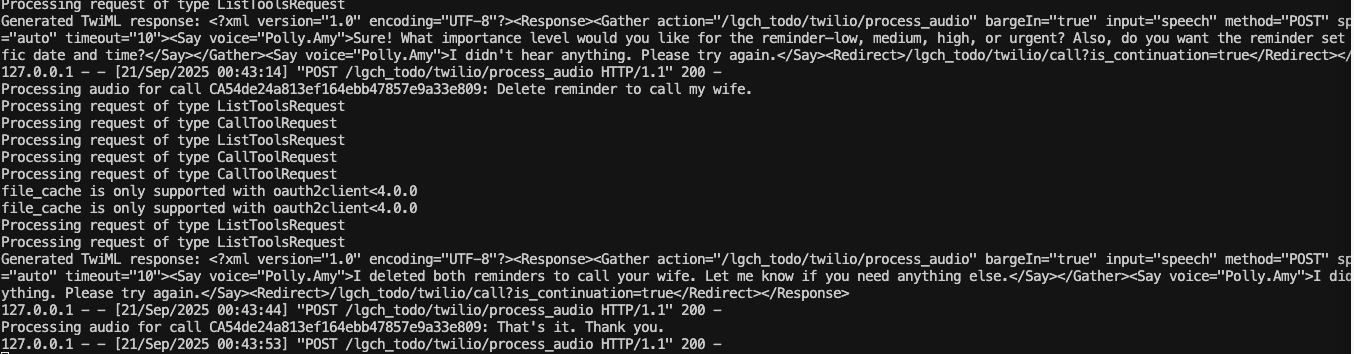 Processing request of type ListToolsRequest
Generated TwiML response: <?xml version="1.0" encoding="UTF-8"?><Response><Gather action="/lgch_todo/twilio/process_audio" bargeIn="true" input="speech" method="POST" sp
="auto" timeout="10"><Say voice="Polly.Amy">Sure! What importance level would you like for the reminder—low, medium, high, or urgent? Also, do you want the reminder set
fic date and time?</Say></Gather><Say voice="Polly.Amy">I didn't hear anything. Please try again.</Say><Redirect>/lgch_todo/twilio/call?is_continuation=true</Redirect></
127.0.0.1 - - [21/Sep/2025 00:43:14] "POST /lgch_todo/twilio/process_audio HTTP/1.1" 200 -
Processing audio for call CA54de24a813ef164ebb47857e9a33e809: Delete reminder to call my wife.
Processing request of type ListToolsRequest
Processing request of type CallToolRequest
Processing request of type ListToolsRequest
Processing request of type CallToolRequest
Processing request of type CallToolRequest
file_cache is only supported with oauth2client<4.0.0
file_cache is only supported with oauth2client<4.0.0
Processing request of type ListToolsRequest
Processing request of type ListToolsRequest
Generated TwiML response: <?xml version="1.0" encoding="UTF-8"?><Response><Gather action="/lgch_todo/twilio/process_audio" bargeIn="true" input="speech" method="POST" sp
="auto" timeout="10"><Say voice="Polly.Amy">I deleted both reminders to call your wife. Let me know if you need anything else.</Say></Gather><Say voice="Polly.Amy">I did
ything. Please try again.</Say><Redirect>/lgch_todo/twilio/call?is_continuation=true</Redirect></Response>
127.0.0.1 - - [21/Sep/2025 00:43:44] "POST /lgch_todo/twilio/process_audio HTTP/1.1" 200 -
Processing audio for call CA54de24a813ef164ebb47857e9a33e809: That's it. Thank you.
127.0.0.1 - - [21/Sep/2025 00:43:53] "POST /lgch_todo/twilio/process_audio HTTP/1.1" 200 -